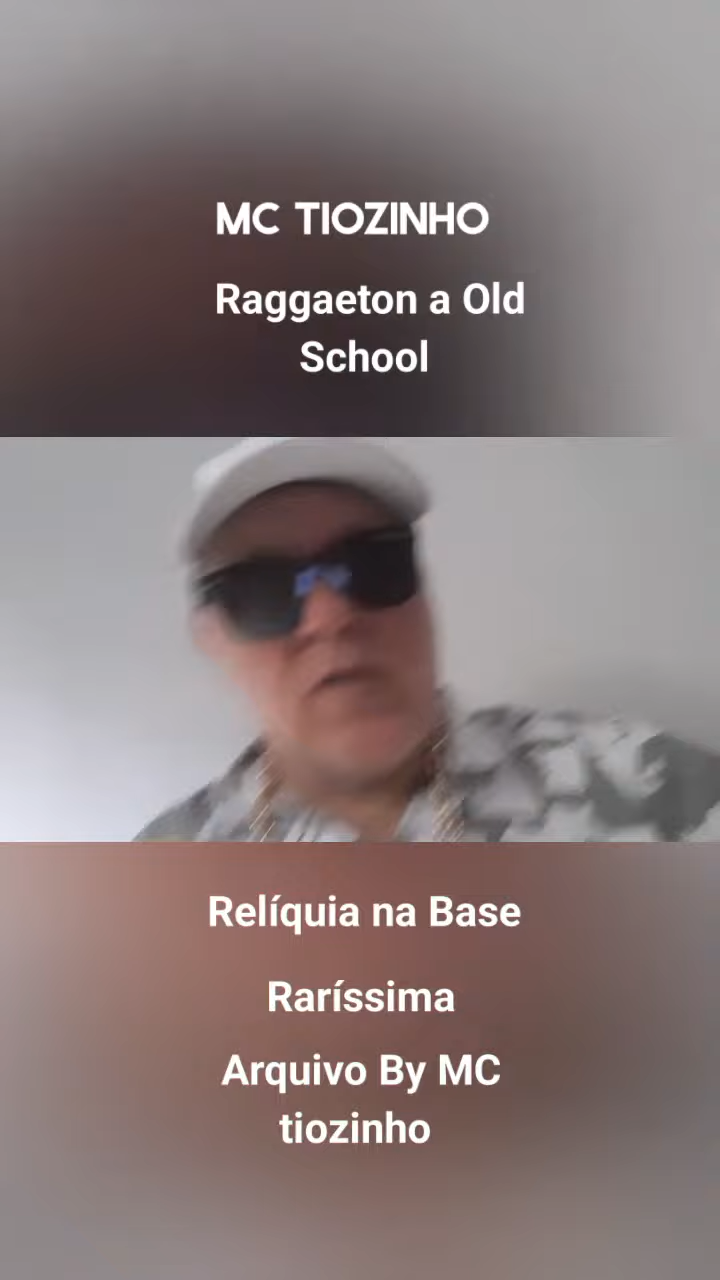 MC TIOZINHO
Raggaeton a Old
School
Relíquia na Base
Raríssima
Arquivo By MC
tiozinho